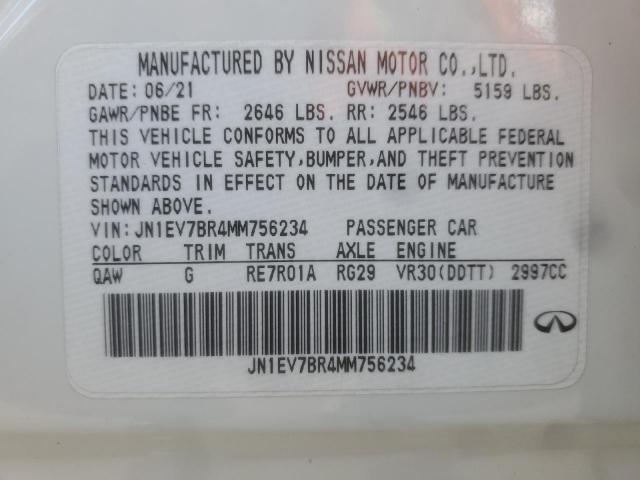 MANUFACTURED BY NISSAN MOTOR CO.,LTD.
DATE: 06/21 GVWR/PNBV: 5159 LBS.
GAWR/PNBE FR: 2646 LBS. RR: 2546 LBS.
THIS VEHICLE CONFORMS TO ALL APPLICABLE FEDERAL
MOTOR VEHICLE SAFETY,BUMPER,AND THEFT PREVENTION
STANDARDS IN EFFECT ON THE DATE OF MANUFACTURE
SHOWN ABOVE.
VIN:JN1EV7BR4MM756234 PASSENGER CAR
COLOR TRIM TRANS AXLE ENGINE
QAW G RE7R01A RG29 VR30(DDTT) 2997CC
JN1EV7BR4MM756234